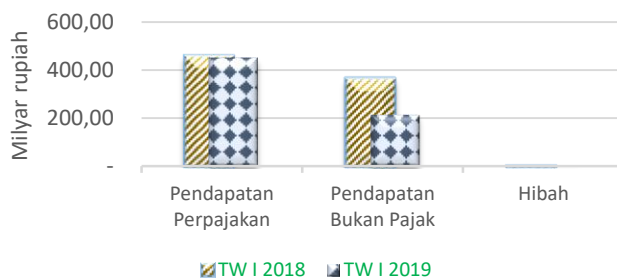 Milyar rupiah
600,00
400,00
200,00
-
Pendapatan
Perpajakan
Pendapatan
Bukan Pajak
Hibah
TW I 2018
TW I 2019